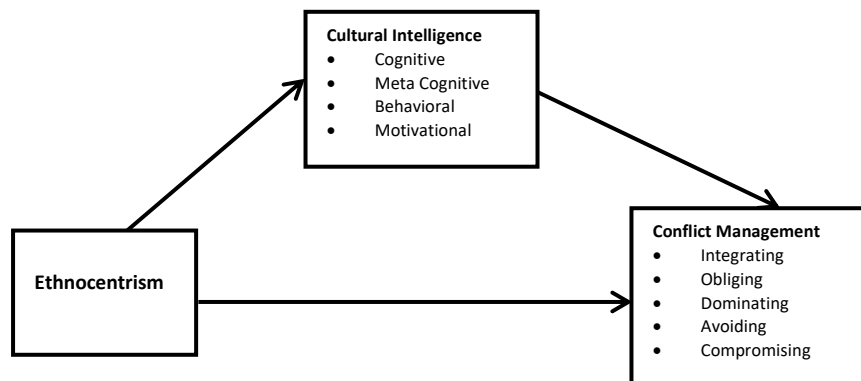 Cultural Intelligence
• Cognitive
• Meta Cognitive
• Behavioral
• Motivational
Ethnocentrism
Conflict Management
• Integrating
• Obliging
• Dominating
• Avoiding
• Compromising